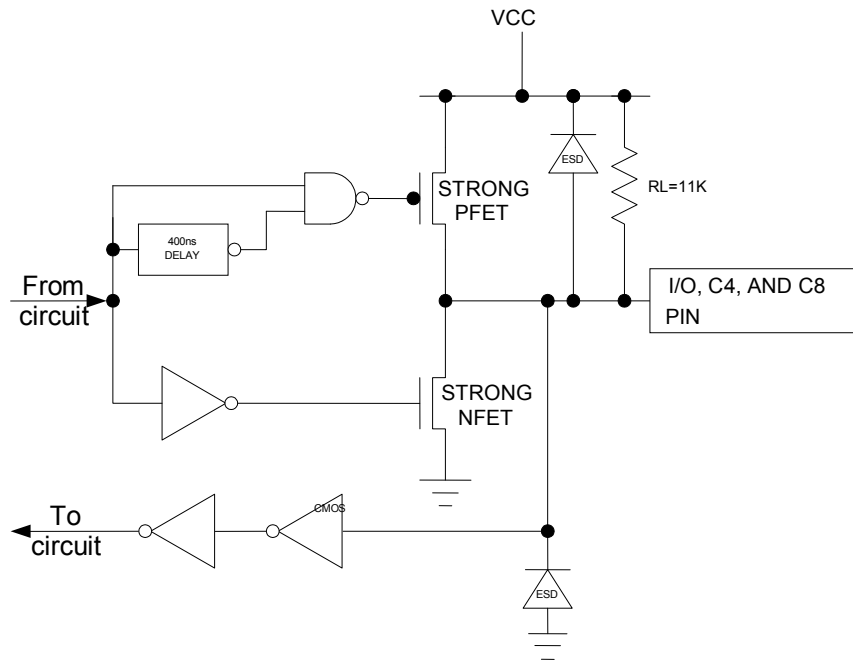 VCC
ESD
RL=11K
STRONG
PFET
400ns
DELAY
From
circuit
I/O, C4, AND C8
PIN
STRONG
NFET
CMOS
To
circuit
ESD